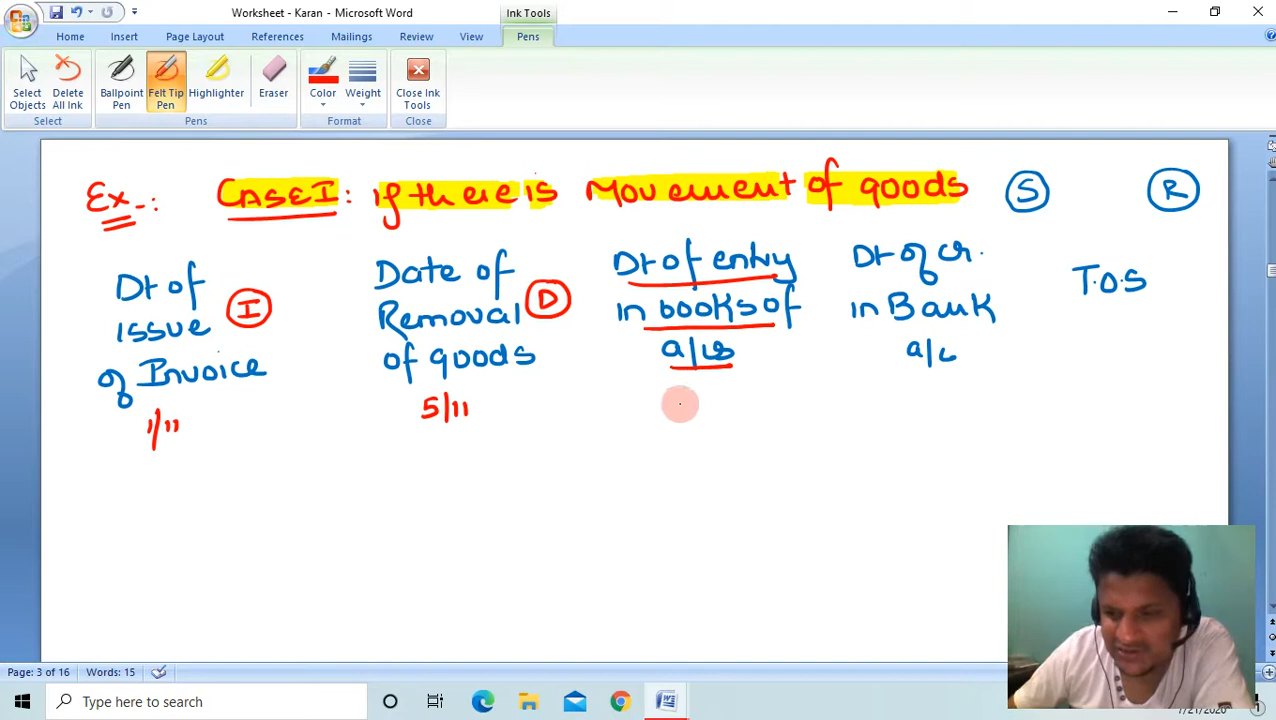 Worksheet - Karan - Microsoft Word
Ink Tools
Home Insert Page Layout References Mailings Review View Pens
Select Objects
Delete All Ink
Ballpoint Pen
Felt Tip Pen
Highlighter
Eraser
Color
Weight
Close Ink Tools
Select Pens Format Close
Ex-: CASE I: if there is Movement of goods S R
Dt of issue of Invoice I
Date of Removal of goods D
Dt of entry in books of a/cs
Dt of cr. in Bank a/c
T.O.S
1/11 5/11
Page: 3 of 16 Words: 15
Type here to search
7/21/2020